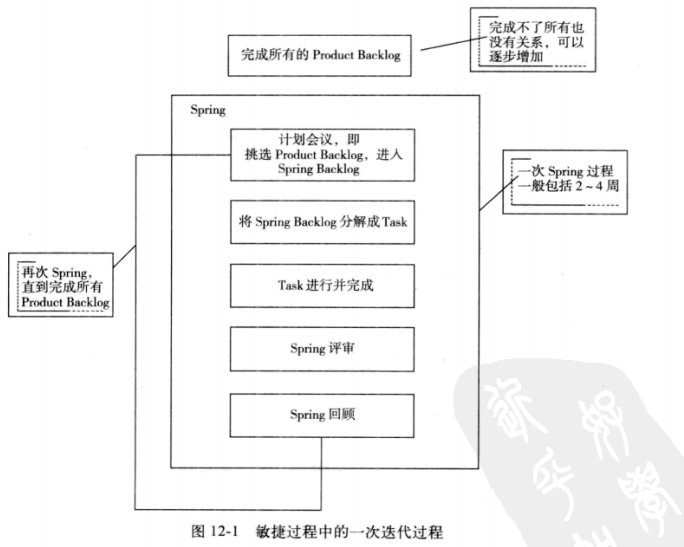 完成所有的 Product Backlog
完成不了所有也
没有关系，可以
逐步增加
Spring
计划会议，即
挑选 Product Backlog，进入
Spring Backlog
一次 Spring 过程
一般包括 2～4 周
将 Spring Backlog 分解成 Task
再次 Spring，
直到完成所有
Product Backlog
Task 进行并完成
Spring 评审
Spring 回顾
图 12-1　敏捷过程中的一次迭代过程